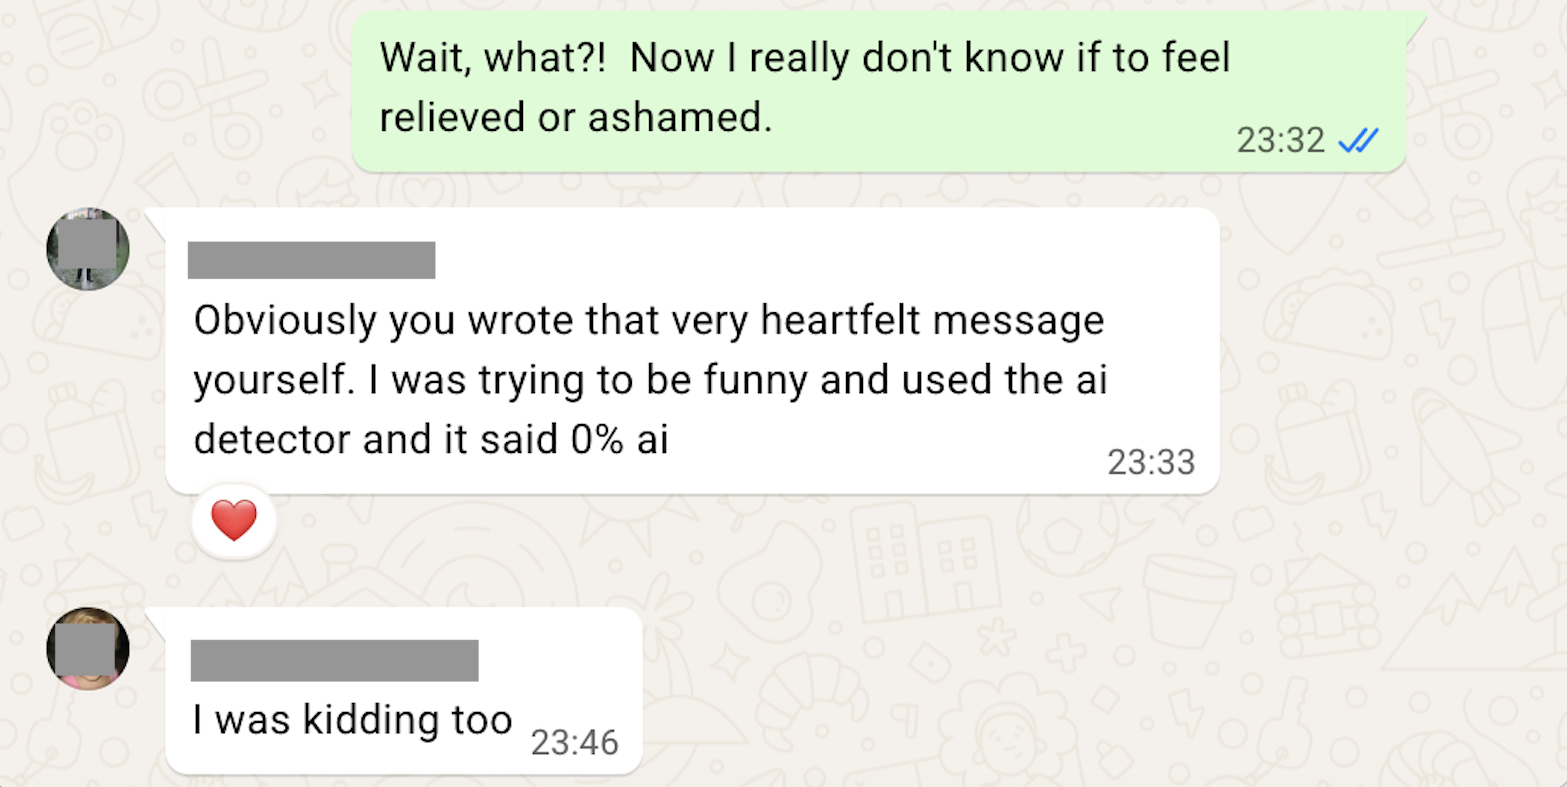 Wait, what?!  Now I really don't know if to feel
relieved or ashamed.
23:32
Obviously you wrote that very heartfelt message
yourself. I was trying to be funny and used the ai
detector and it said 0% ai
23:33
I was kidding too
23:46